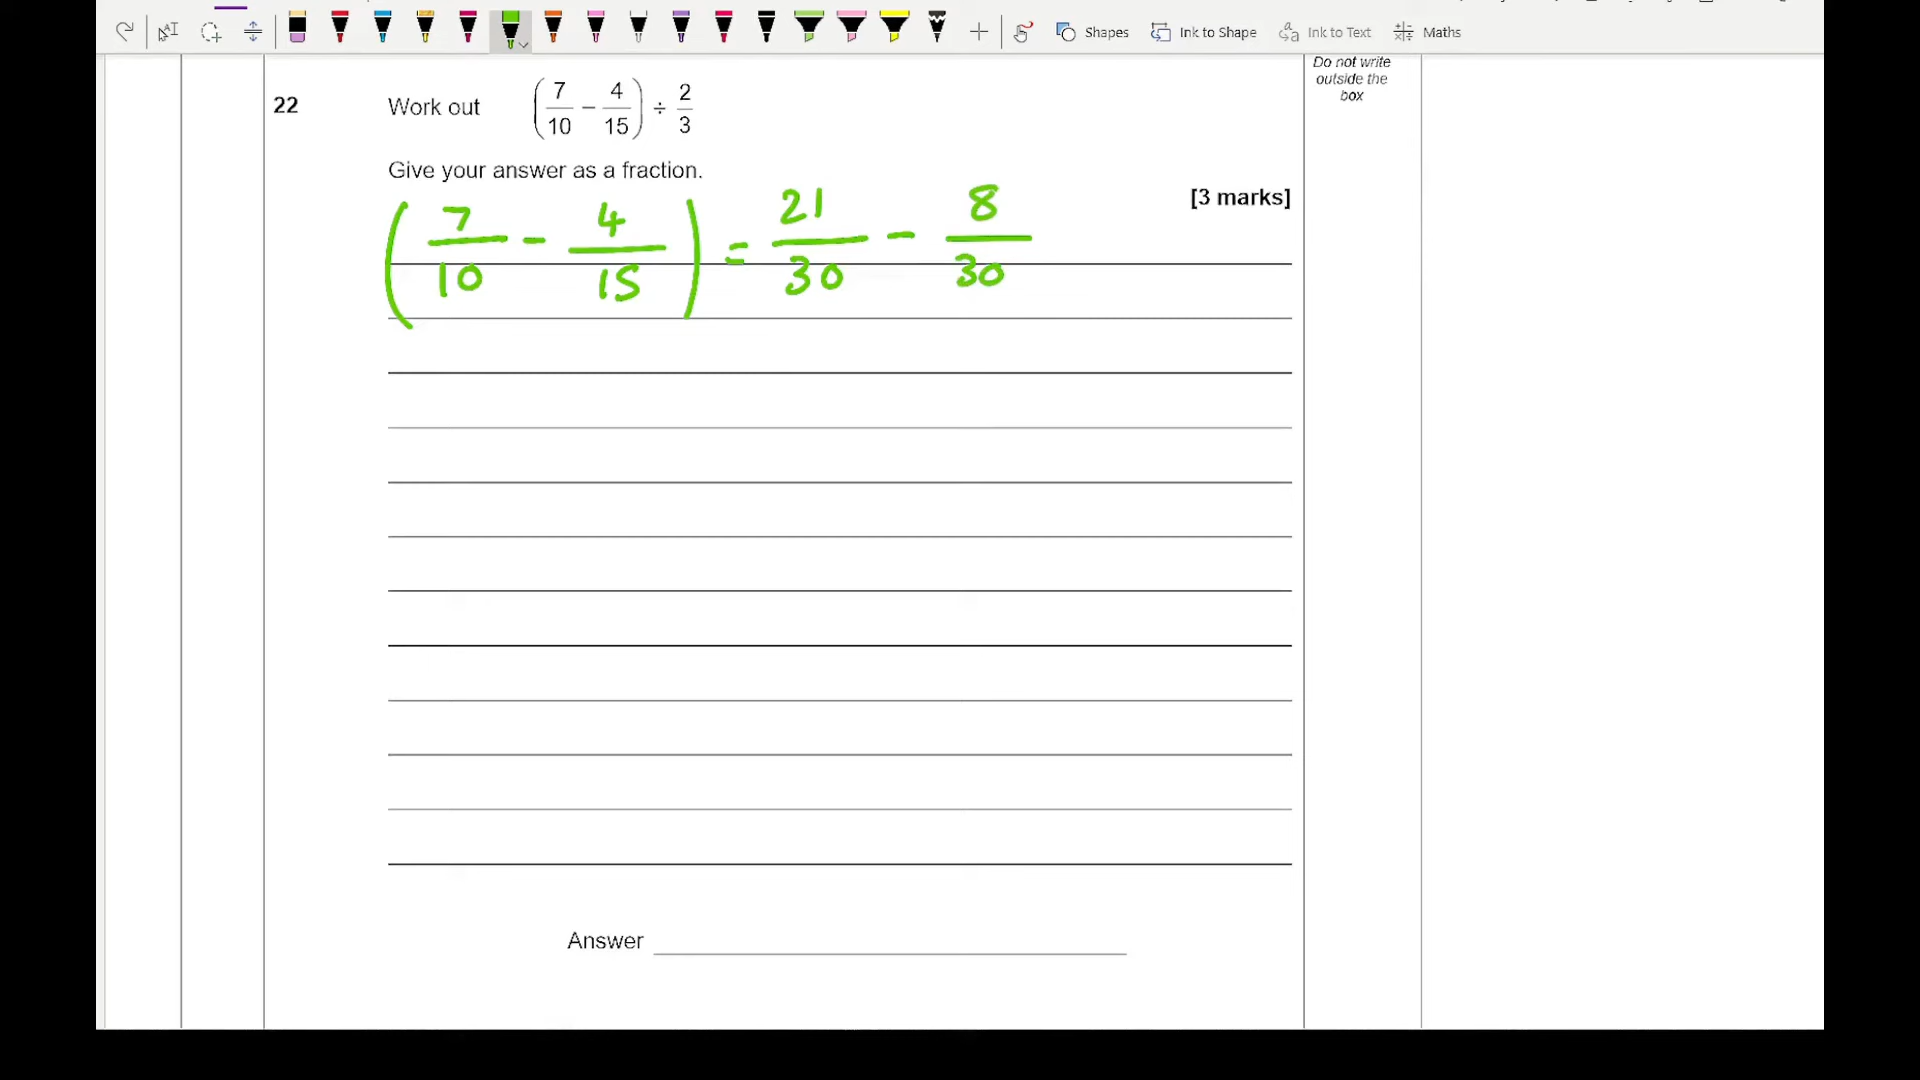 Shapes Ink to Shape Ink to Text Maths
Do not write
outside the
box
22 Work out (7/10 − 4/15) ÷ 2/3
Give your answer as a fraction.
[3 marks]
(7/10 - 4/15) = 21/30 - 8/30
Answer